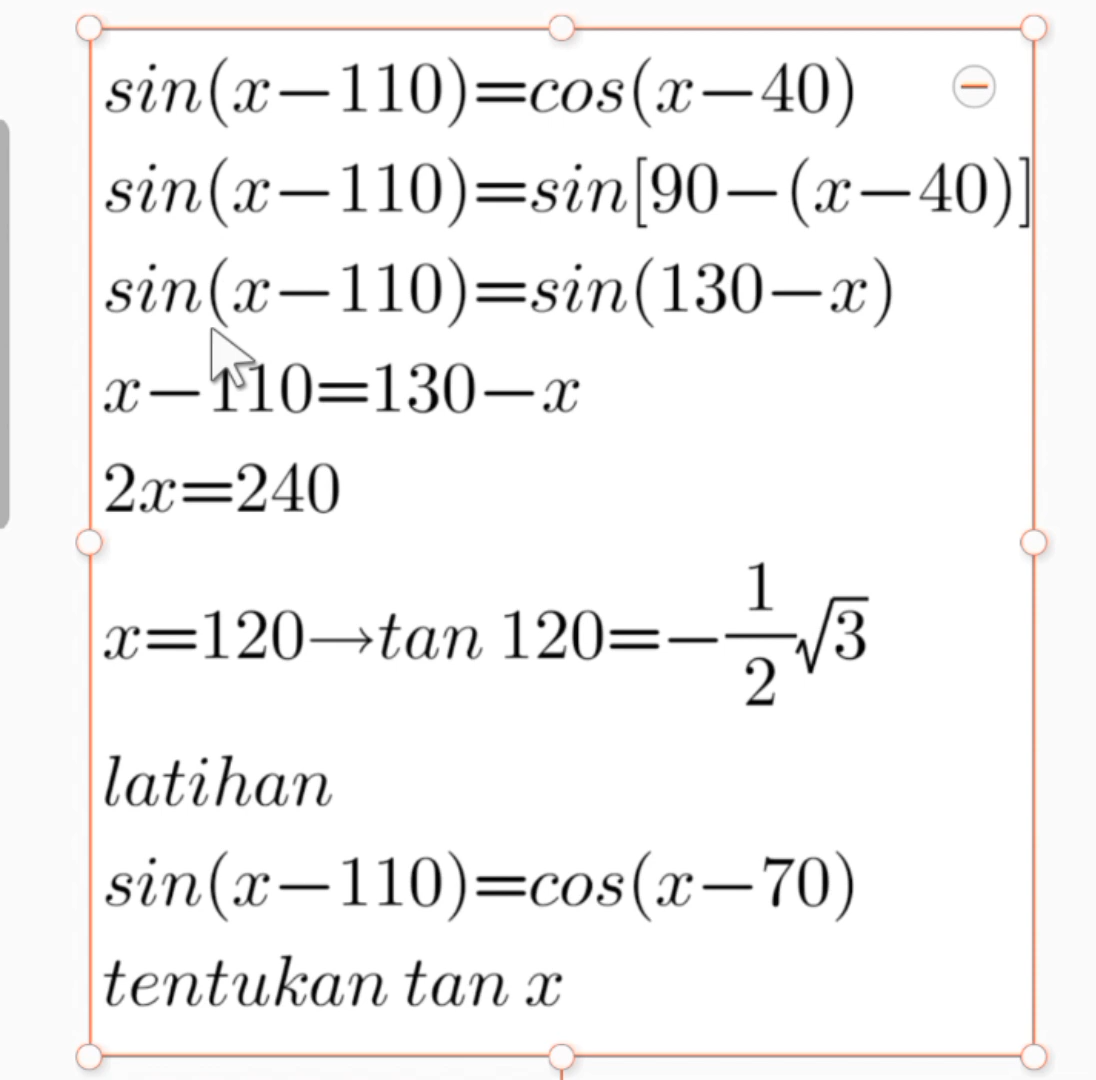 sin(x−110)=cos(x−40)
sin(x−110)=sin[90−(x−40)]
sin(x−110)=sin(130−x)
x−110=130−x
2x=240
x=120→tan 120=−1/2√3
latihan
sin(x−110)=cos(x−70)
tentukan tan x